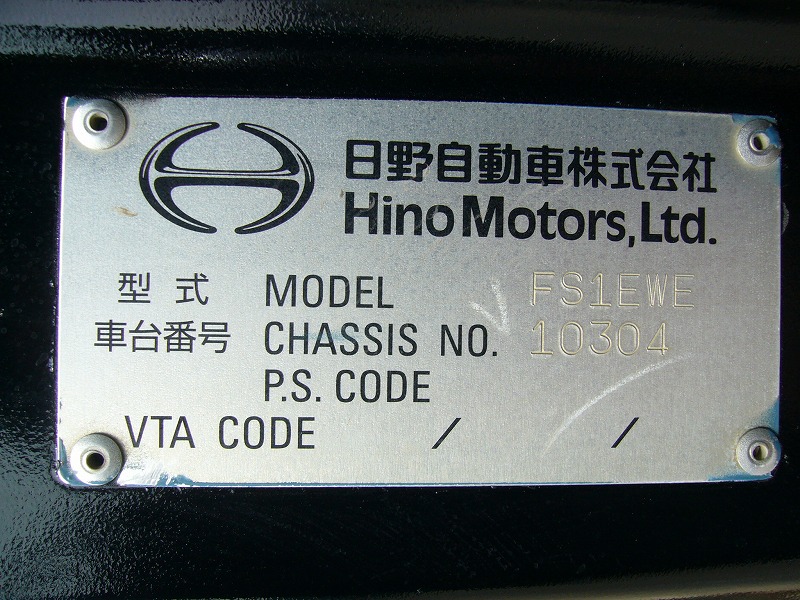 日野自動車株式会社
Hino Motors, Ltd.
型式 MODEL FS1EWE
車台番号 CHASSIS NO. 10304
P.S. CODE
VTA CODE / /